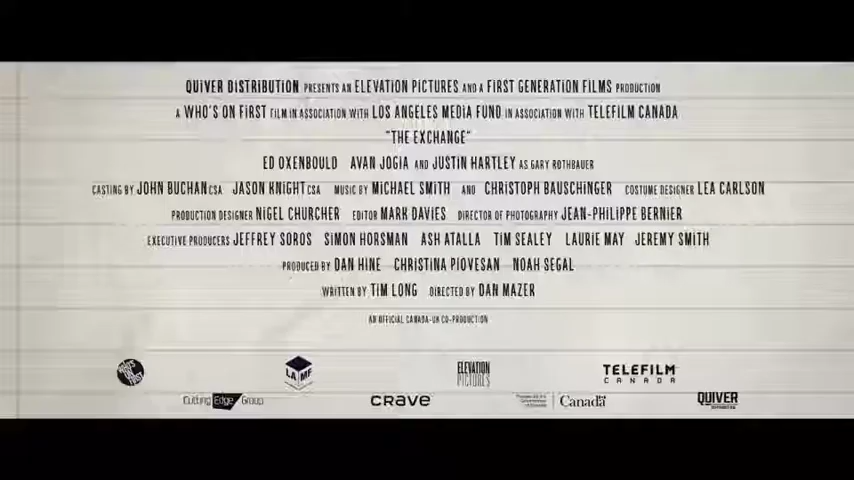 QUIVER DISTRIBUTION PRESENTS AN ELEVATION PICTURES AND A FIRST GENERATION FILMS PRODUCTION
A WHO'S ON FIRST FILM IN ASSOCIATION WITH LOS ANGELES MEDIA FUND IN ASSOCIATION WITH TELEFILM CANADA
"THE EXCHANGE"
ED OXENBOULD AVAN JOGIA AND JUSTIN HARTLEY AS GARY ROTHBAUER
CASTING BY JOHN BUCHAN CSA JASON KNIGHT CSA MUSIC BY MICHAEL SMITH AND CHRISTOPH BAUSCHINGER COSTUME DESIGNER LEA CARLSON
PRODUCTION DESIGNER NIGEL CHURCHER EDITOR MARK DAVIES DIRECTOR OF PHOTOGRAPHY JEAN-PHILIPPE BERNIER
EXECUTIVE PRODUCERS JEFFREY SOROS SIMON HORSMAN ASH ATALLA TIM SEALEY LAURIE MAY JEREMY SMITH
PRODUCED BY DAN HINE CHRISTINA PIOVESAN NOAH SEGAL
WRITTEN BY TIM LONG DIRECTED BY DAN MAZER
AN OFFICIAL CANADA-UK CO-PRODUCTION
WHO'S ON FIRST LAMF ELEVATION PICTURES TELEFILM CANADA
Cutting Edge Group CRAVE Canada QUIVER DISTRIBUTION